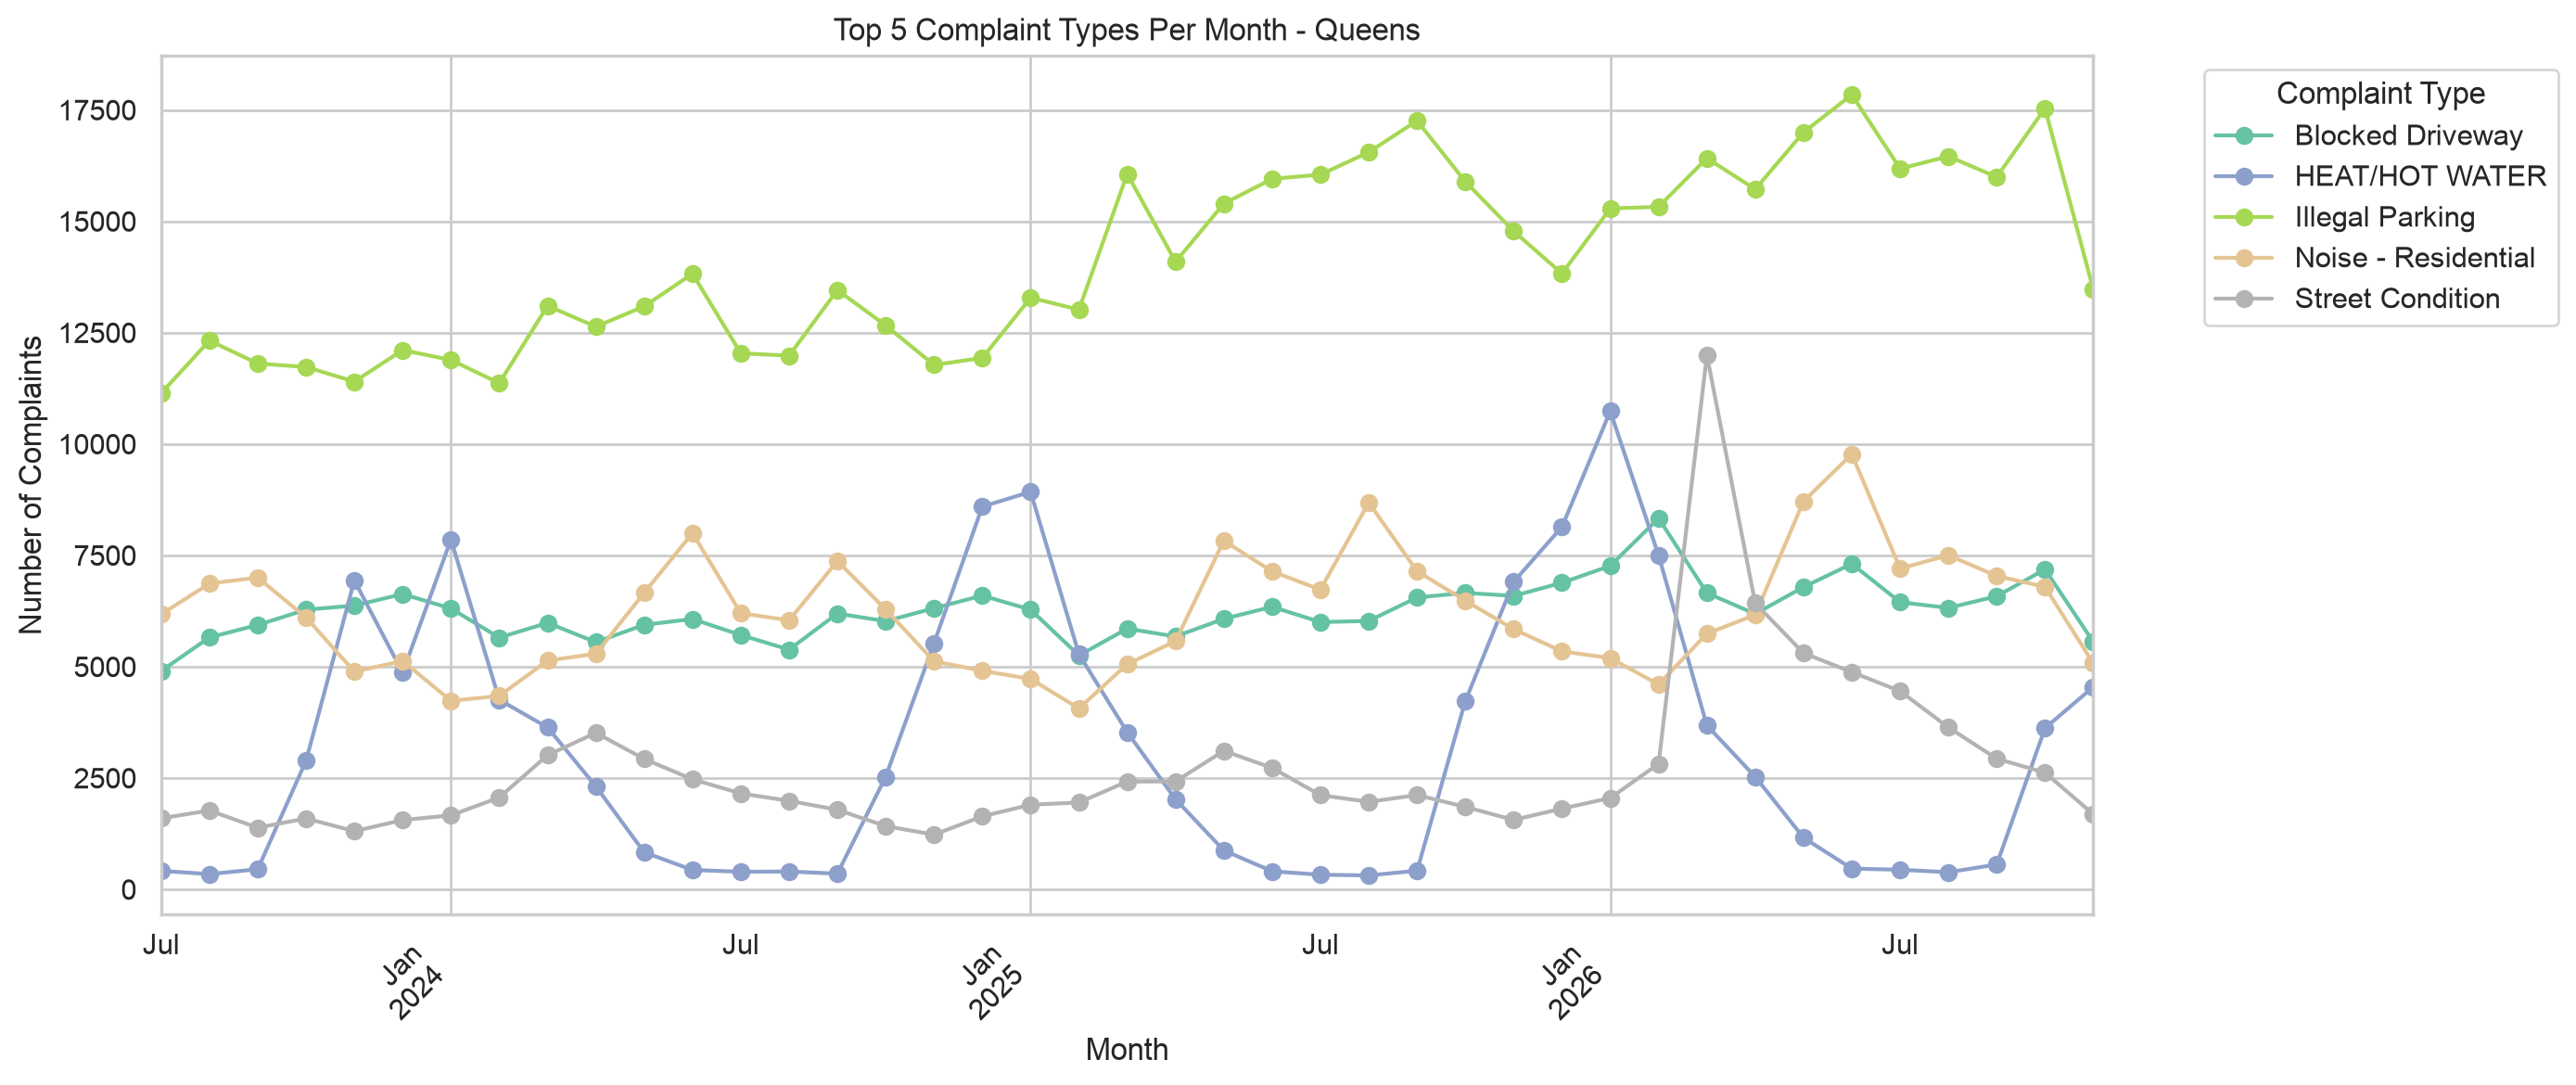 Top 5 Complaint Types Per Month - Queens
Number of Complaints
17500
15000
12500
10000
7500
5000
2500
0
Jul
Jan
2024
Jul
Jan
2025
Jul
Jan
2026
Jul
Month
Complaint Type
Blocked Driveway
HEAT/HOT WATER
Illegal Parking
Noise - Residential
Street Condition